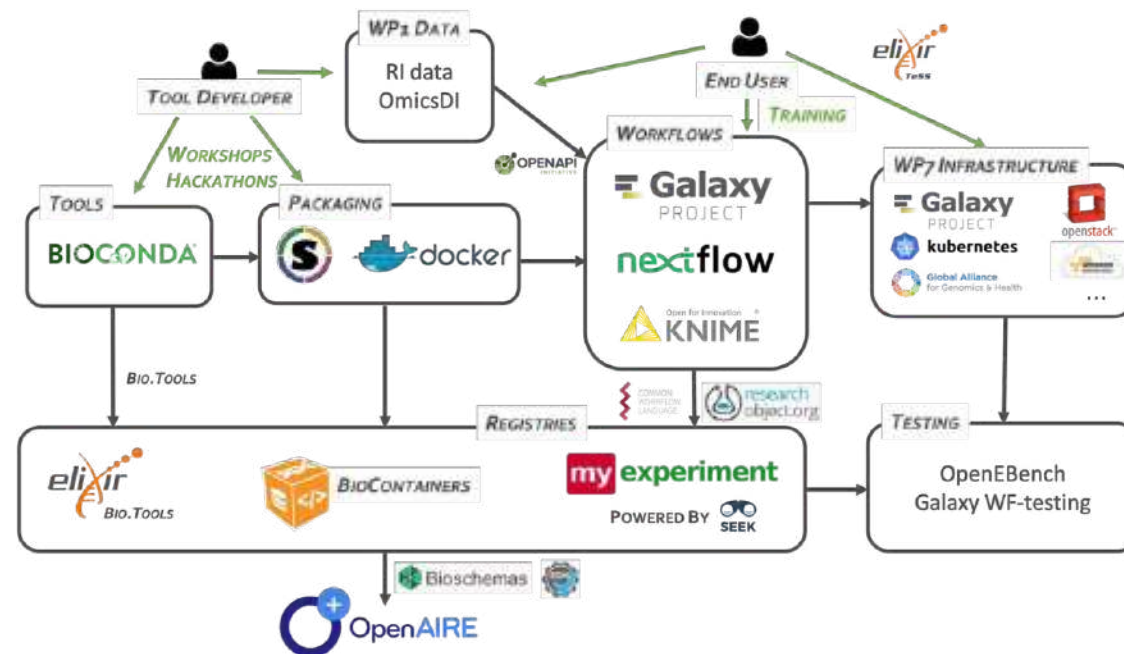 WP1 DATA
RI data
OmicsDI
TOOL DEVELOPER
END USER
elixir
TeSS
TRAINING
WORKSHOPS
HACKATHONS
OPENAPI
INITIATIVE
WORKFLOWS
Galaxy
PROJECT
nextflow
Open for Innovation
KNIME
WP7 INFRASTRUCTURE
Galaxy
PROJECT
openstack
kubernetes
Global Alliance
for Genomics & Health
...
TOOLS
BIOCONDA
PACKAGING
S
docker
BIO.TOOLS
COMMON
WORKFLOW
LANGUAGE
research
object.org
REGISTRIES
elixir
BIO.TOOLS
BIOCONTAINERS
my experiment
POWERED BY SEEK
TESTING
OpenEBench
Galaxy WF-testing
Bioschemas
OpenAIRE